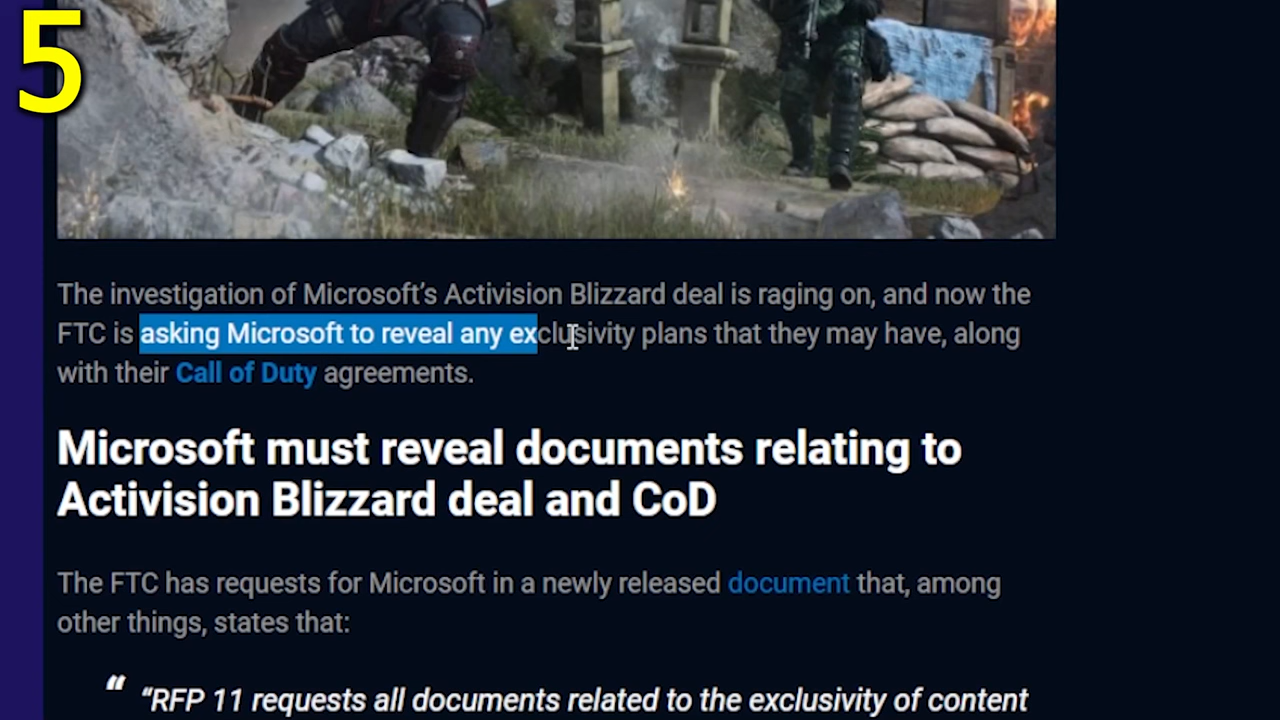 5
The investigation of Microsoft’s Activision Blizzard deal is raging on, and now the
FTC is asking Microsoft to reveal any exclusivity plans that they may have, along
with their Call of Duty agreements.
Microsoft must reveal documents relating to
Activision Blizzard deal and CoD
The FTC has requests for Microsoft in a newly released document that, among
other things, states that:
“ “RFP 11 requests all documents related to the exclusivity of content